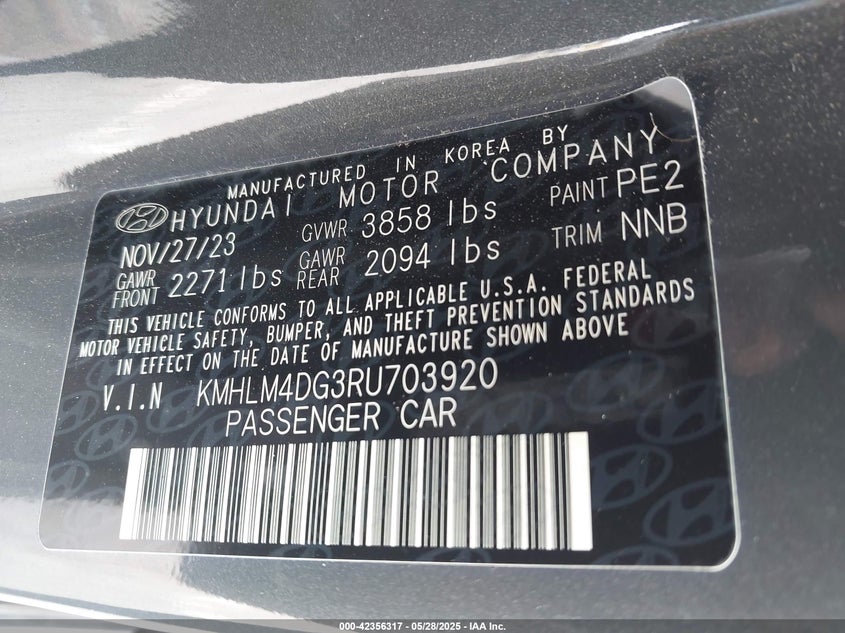 MANUFACTURED IN KOREA BY
HYUNDAI MOTOR COMPANY
NOV/27/23 GVWR 3858 lbs PAINT PE2
GAWR FRONT 2271 lbs GAWR REAR 2094 lbs TRIM NNB
THIS VEHICLE CONFORMS TO ALL APPLICABLE U.S.A. FEDERAL
MOTOR VEHICLE SAFETY, BUMPER, AND THEFT PREVENTION STANDARDS
IN EFFECT ON THE DATE OF MANUFACTURE SHOWN ABOVE
V.I.N KMHLM4DG3RU703920
PASSENGER CAR
000-42356317 - 05/28/2025 - IAA Inc.